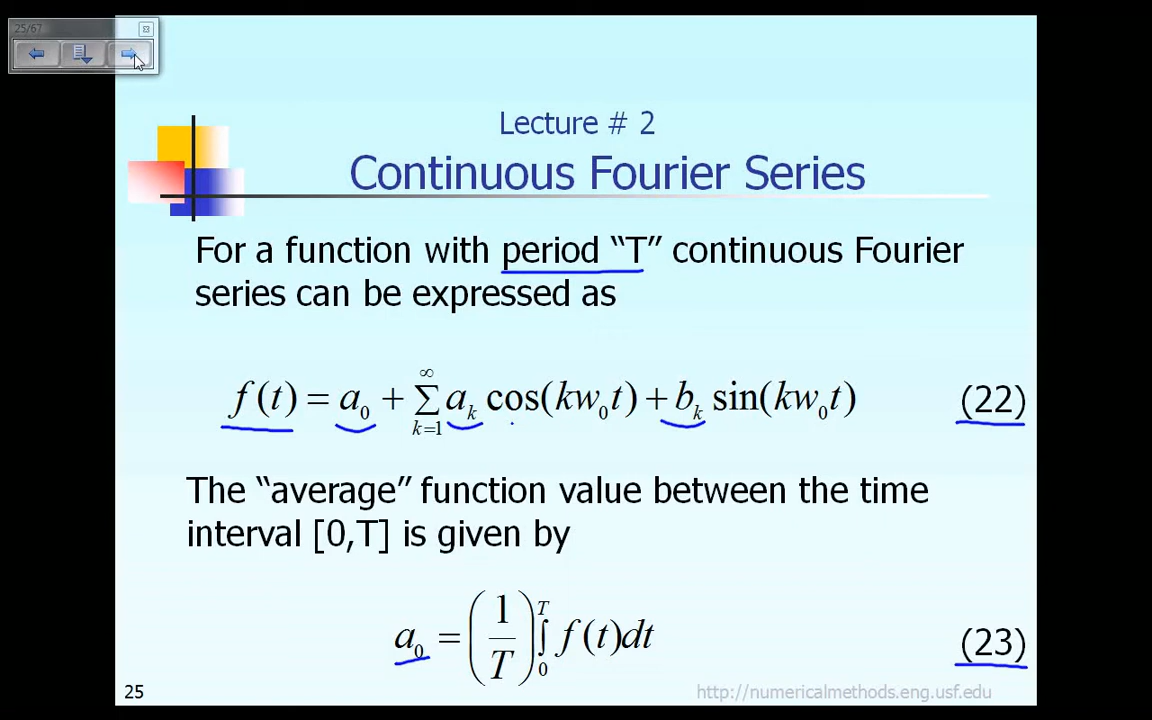 25/67
Lecture # 2
Continuous Fourier Series
For a function with period “T” continuous Fourier
series can be expressed as
f(t) = a₀ + ∑_{k=1}^{∞} aₖ cos(kw₀t) + bₖ sin(kw₀t) (22)
The “average” function value between the time
interval [0,T] is given by
a₀ = (1/T) ∫₀ᵀ f(t)dt (23)
25 http://numericalmethods.eng.usf.edu